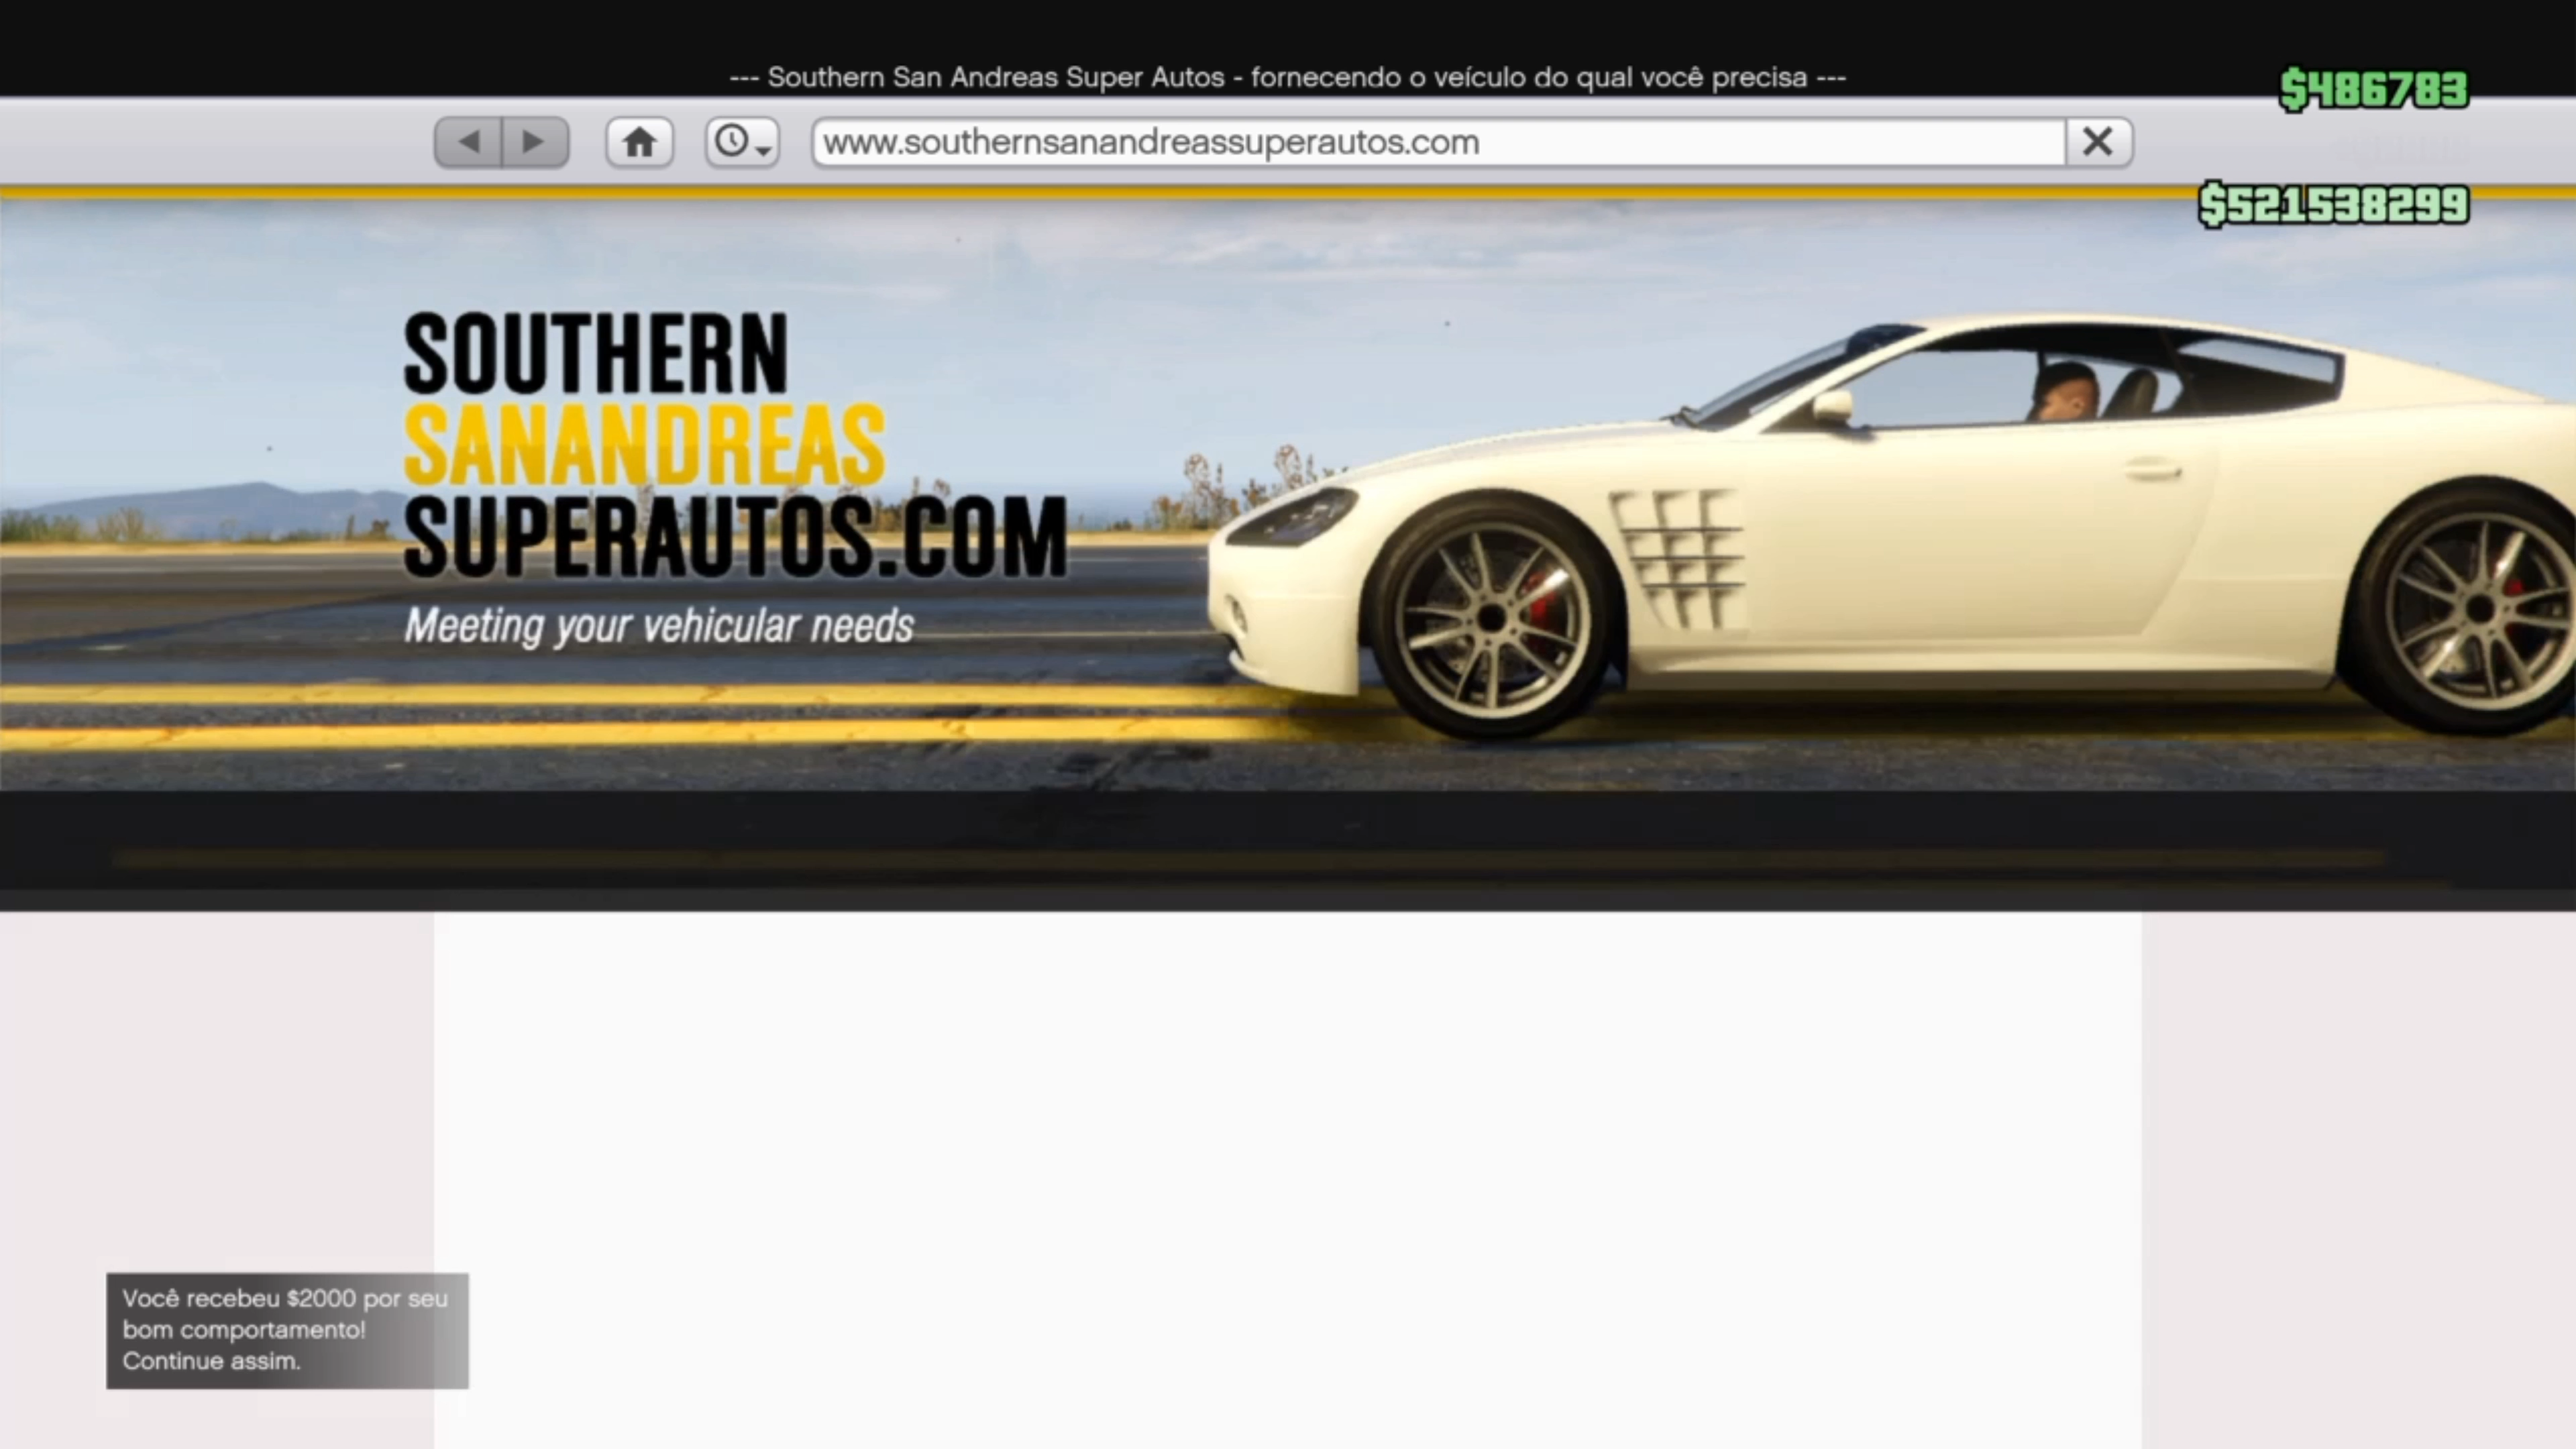 --- Southern San Andreas Super Autos - fornecendo o veículo do qual você precisa ---
$486783
www.southernsanandreassuperautos.com
$521538299
SOUTHERN
SANANDREAS
SUPERAUTOS.COM
Meeting your vehicular needs
Você recebeu $2000 por seu
bom comportamento!
Continue assim.